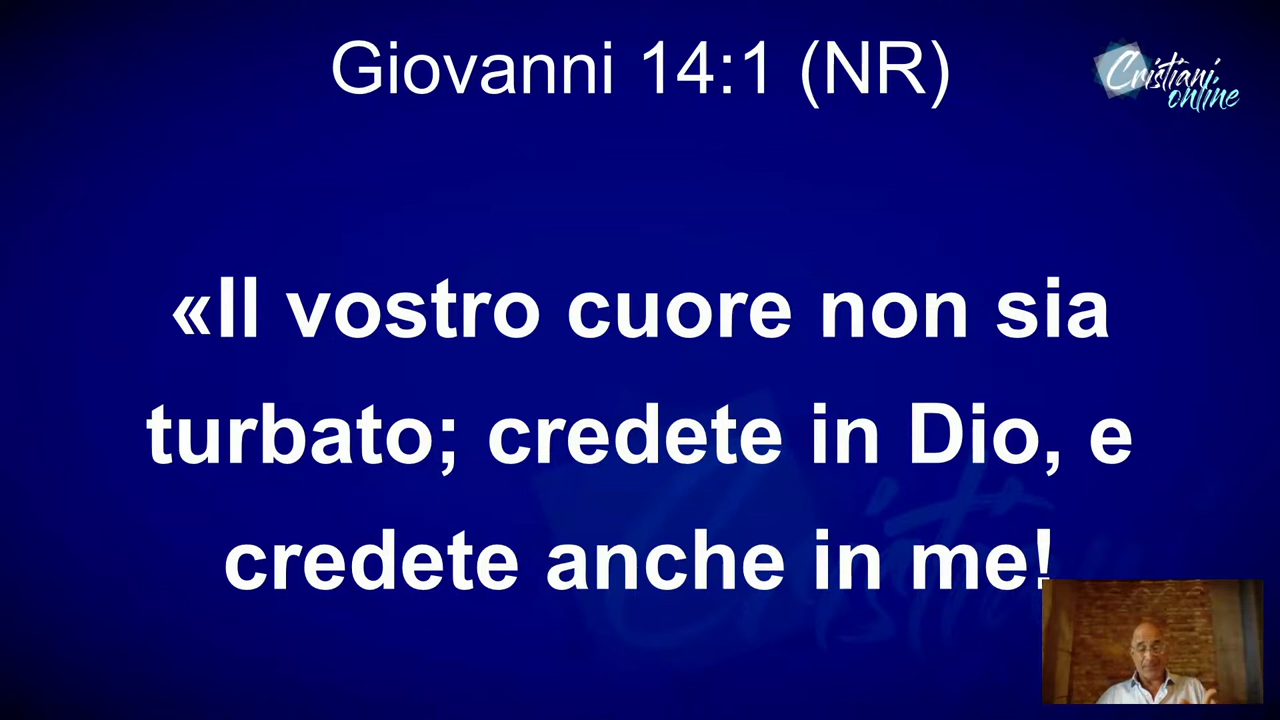 Giovanni 14:1 (NR)
Cristiani
online
«Il vostro cuore non sia
turbato; credete in Dio, e
credete anche in me!